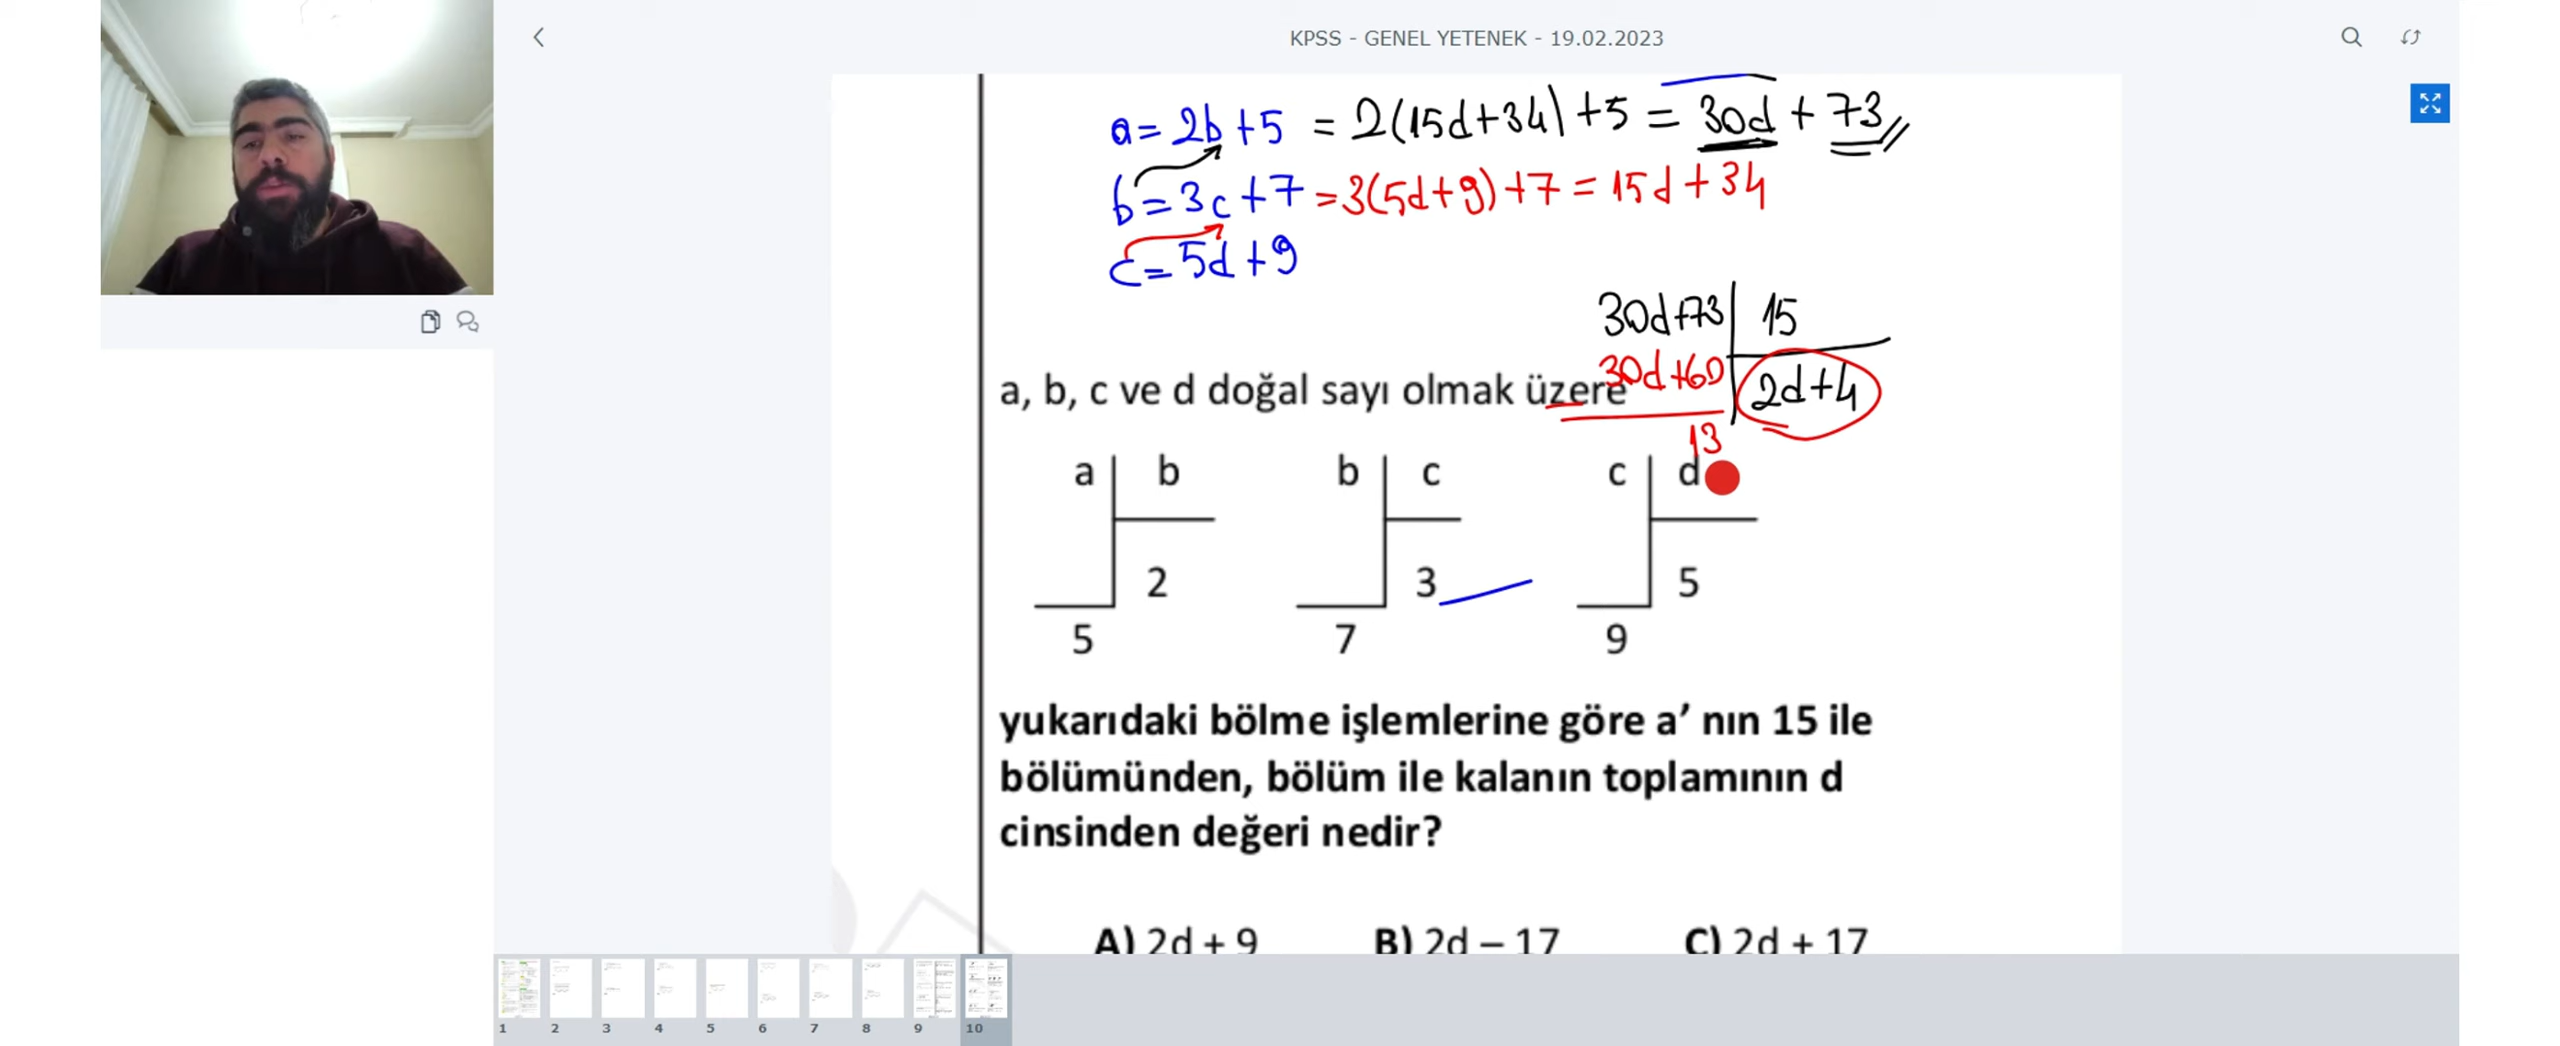 KPSS - GENEL YETENEK - 19.02.2023
a = 2b + 5 = 2(15d+34) + 5 = 30d + 73
b = 3c + 7 = 3(5d+9) + 7 = 15d + 34
c = 5d + 9
30d+73 15
30d+60 2d+4
13
a, b, c ve d doğal sayı olmak üzere
a b b c c d
2 3 5
5 7 9
yukarıdaki bölme işlemlerine göre a’ nın 15 ile
bölümünden, bölüm ile kalanın toplamının d
cinsinden değeri nedir?
A) 2d + 9 B) 2d – 17 C) 2d + 17
1 2 3 4 5 6 7 8 9 10